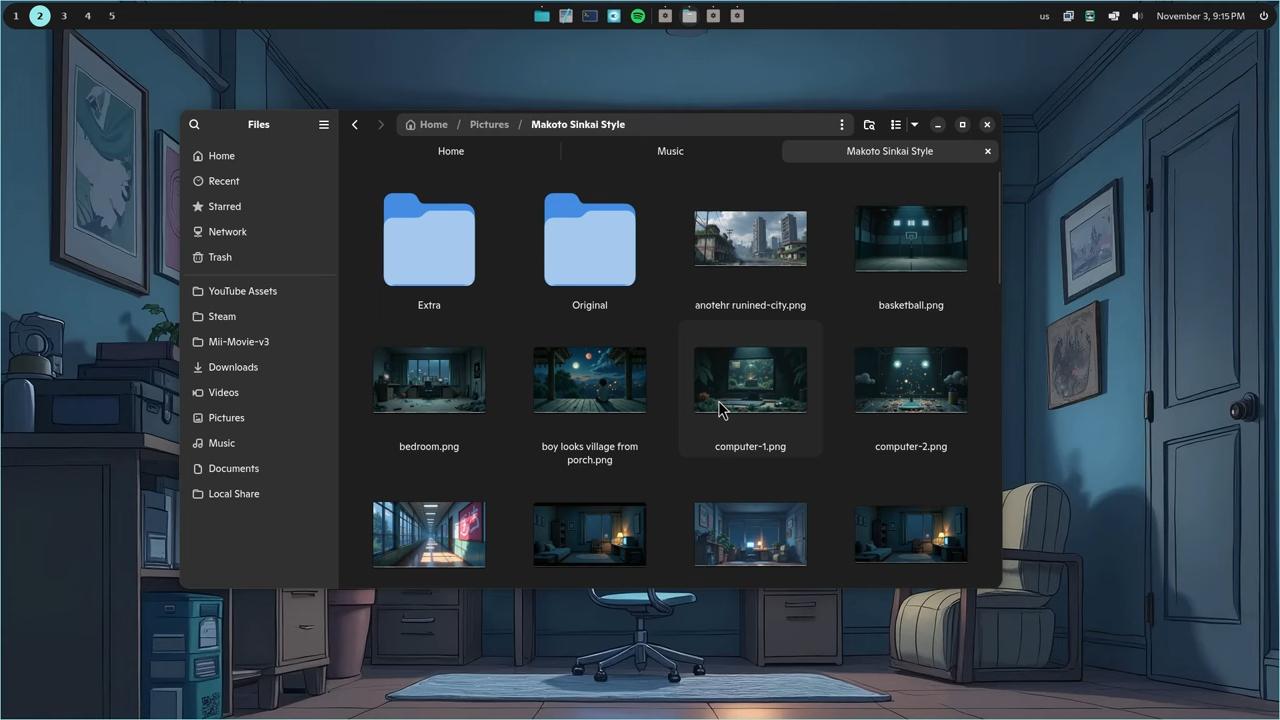 1 2 3 4 5
us November 3, 9:15 PM
Files
Home / Pictures / Makoto Sinkai Style
Home Music Makoto Sinkai Style
Home
Recent
Starred
Network
Trash
YouTube Assets
Steam
Mii-Movie-v3
Downloads
Videos
Pictures
Music
Documents
Local Share
Extra Original anotehr runined-city.png basketball.png
bedroom.png boy looks village from computer-1.png computer-2.png
porch.png